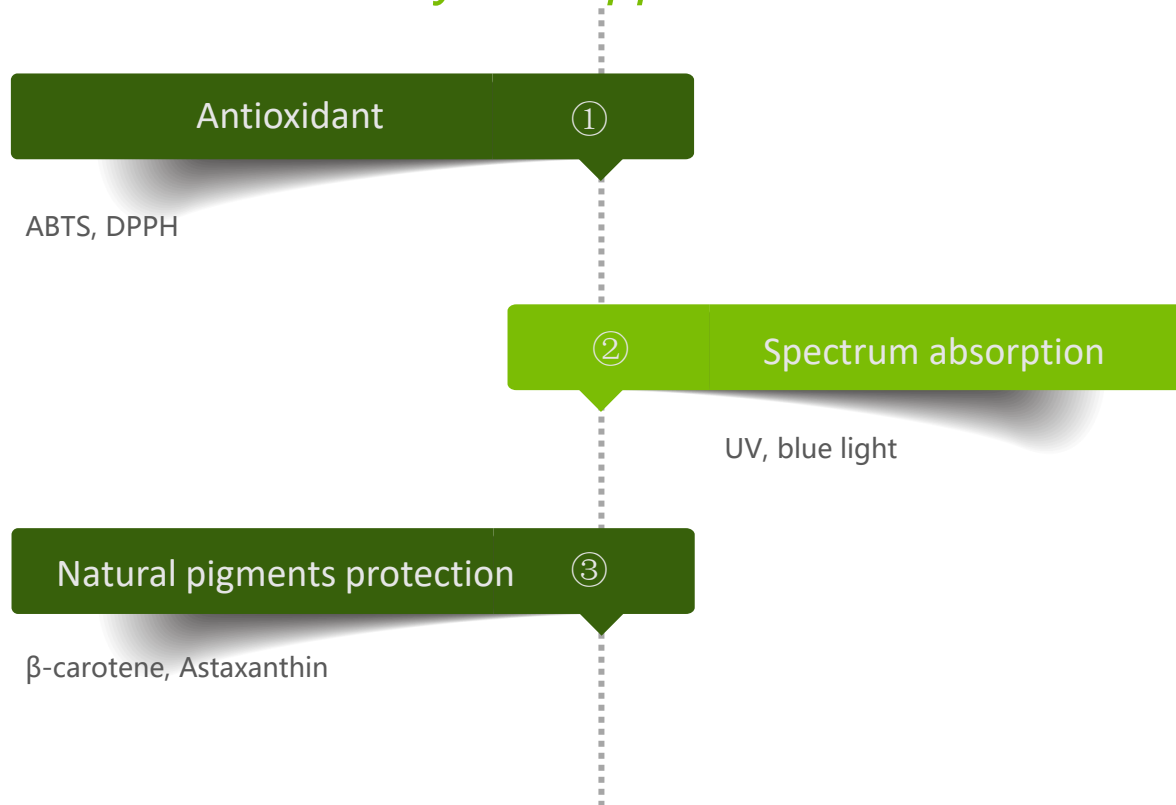 Antioxidant ①
ABTS, DPPH
② Spectrum absorption
UV, blue light
Natural pigments protection ③
β-carotene, Astaxanthin